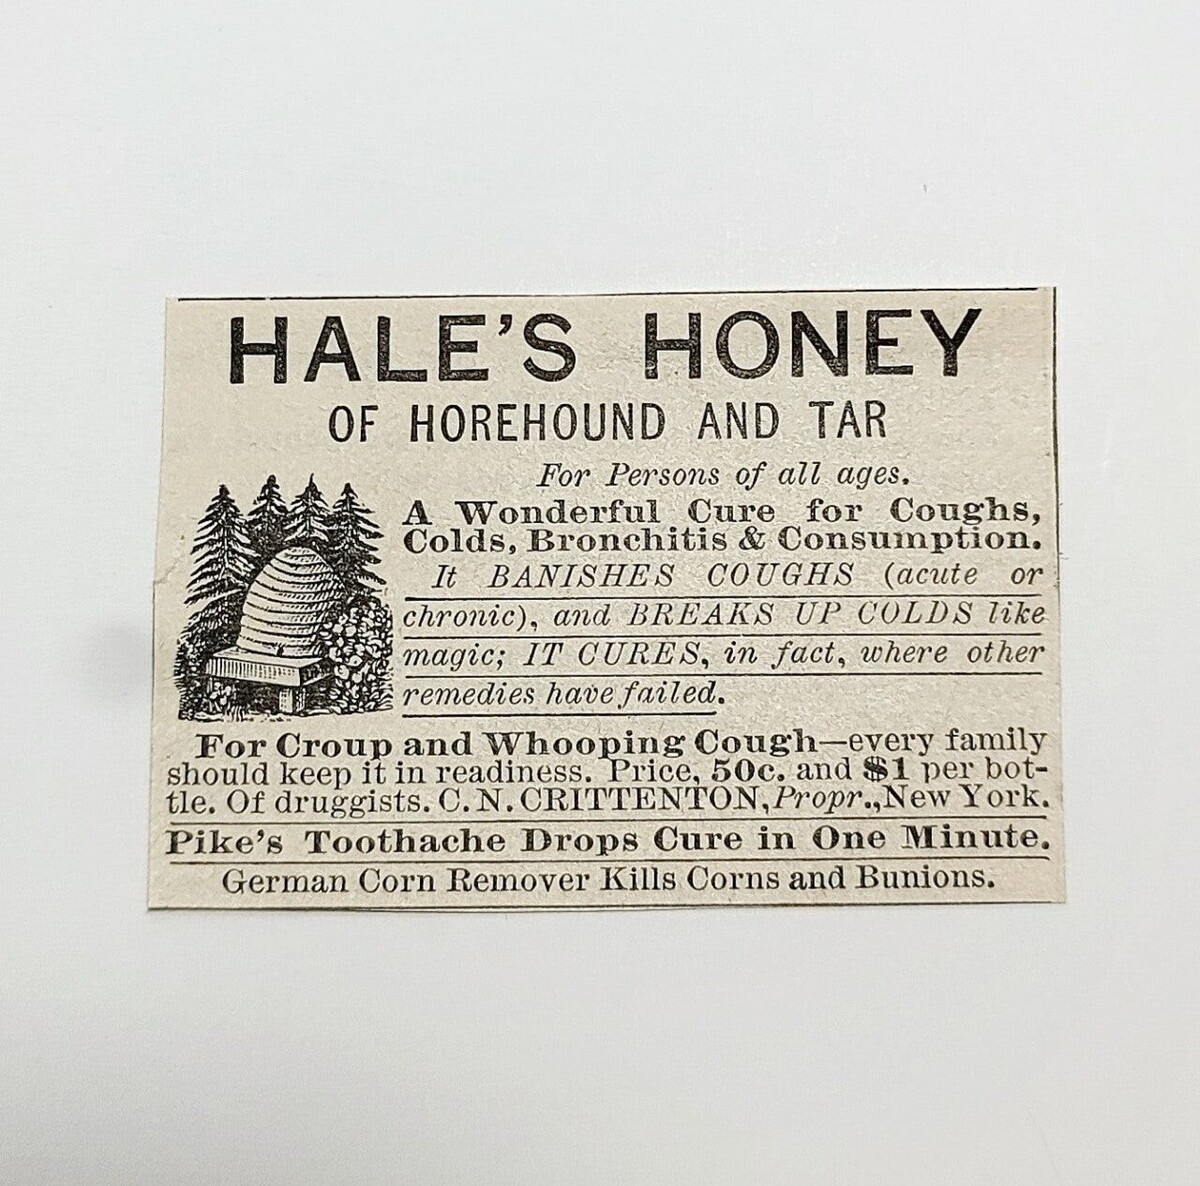 HALE'S HONEY
OF HOREHOUND AND TAR
For Persons of all ages.
A Wonderful Cure for Coughs,
Colds, Bronchitis & Consumption.
It BANISHES COUGHS (acute or
chronic), and BREAKS UP COLDS like
magic; IT CURES, in fact, where other
remedies have failed.
For Croup and Whooping Cough—every family
should keep it in readiness. Price, 50c. and $1 per bot-
tle. Of druggists. C. N. CRITTENTON, Propr., New York.
Pike's Toothache Drops Cure in One Minute.
German Corn Remover Kills Corns and Bunions.